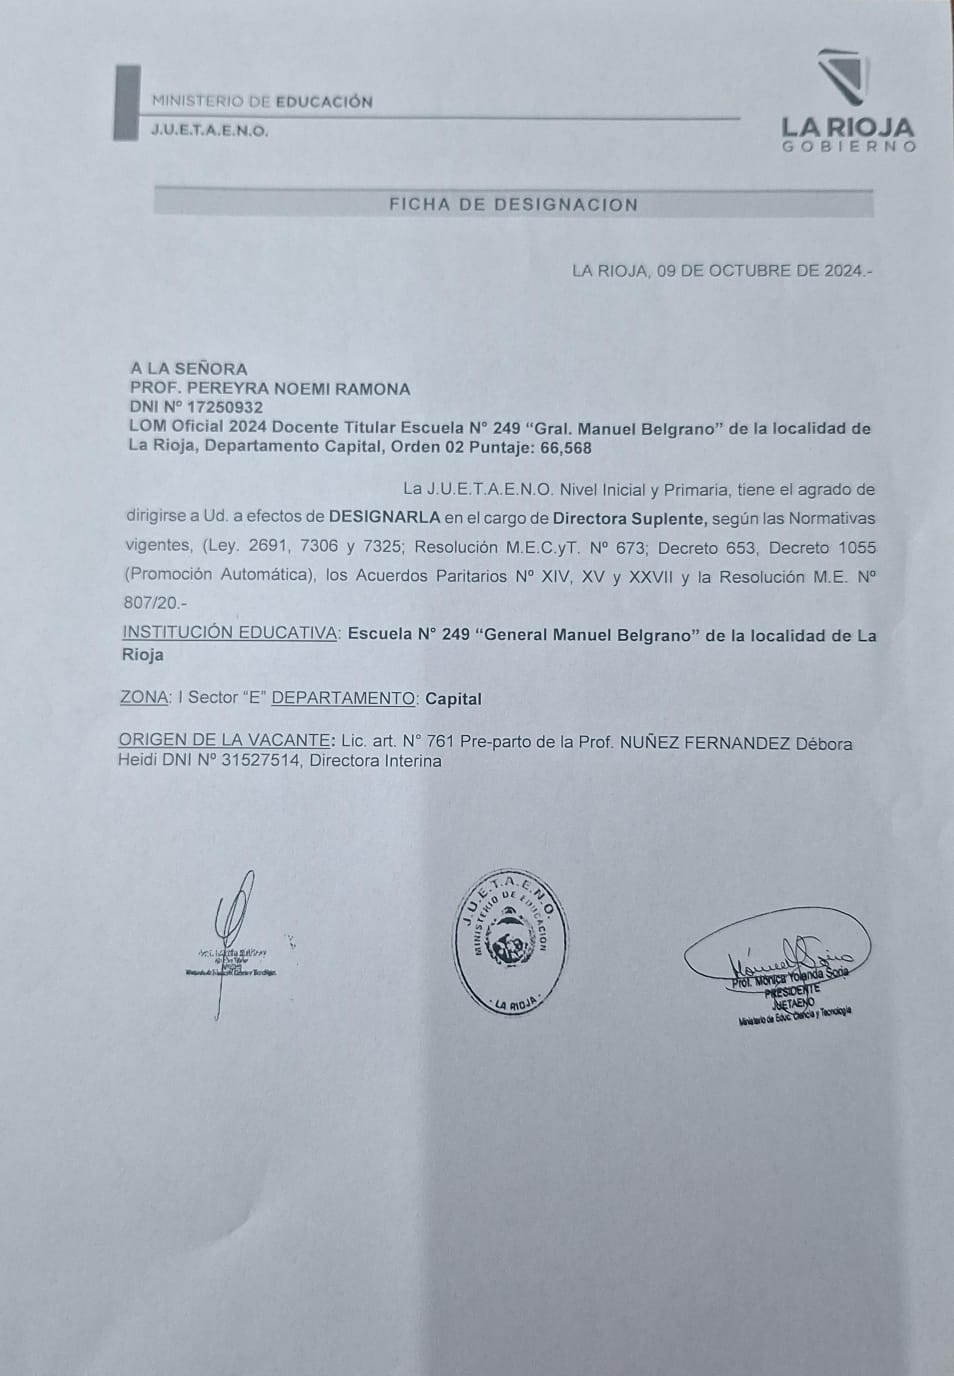 MINISTERIO DE EDUCACIÓN
J.U.E.T.A.E.N.O.
LA RIOJA
GOBIERNO
FICHA DE DESIGNACION
LA RIOJA, 09 DE OCTUBRE DE 2024.-
A LA SEÑORA
PROF. PEREYRA NOEMI RAMONA
DNI Nº 17250932
LOM Oficial 2024 Docente Titular Escuela N° 249 “Gral. Manuel Belgrano” de la localidad de
La Rioja, Departamento Capital, Orden 02 Puntaje: 66,568
La J.U.E.T.A.E.N.O. Nivel Inicial y Primaria, tiene el agrado de
dirigirse a Ud. a efectos de DESIGNARLA en el cargo de Directora Suplente, según las Normativas
vigentes, (Ley. 2691, 7306 y 7325; Resolución M.E.C.yT. Nº 673; Decreto 653, Decreto 1055
(Promoción Automática), los Acuerdos Paritarios Nº XIV, XV y XXVII y la Resolución M.E. Nº
807/20.-
INSTITUCIÓN EDUCATIVA: Escuela N° 249 “General Manuel Belgrano” de la localidad de La
Rioja
ZONA: I Sector “E” DEPARTAMENTO: Capital
ORIGEN DE LA VACANTE: Lic. art. N° 761 Pre-parto de la Prof. NUÑEZ FERNANDEZ Débora
Heidi DNI Nº 31527514, Directora Interina
J.U.E.T.A.E.N.O.
MINISTERIO DE EDUCACION
LA RIOJA
Prof. Mónica Yolanda Soria
PRESIDENTE
JUETAENO
Ministerio de Educ. Ciencia y Tecnología